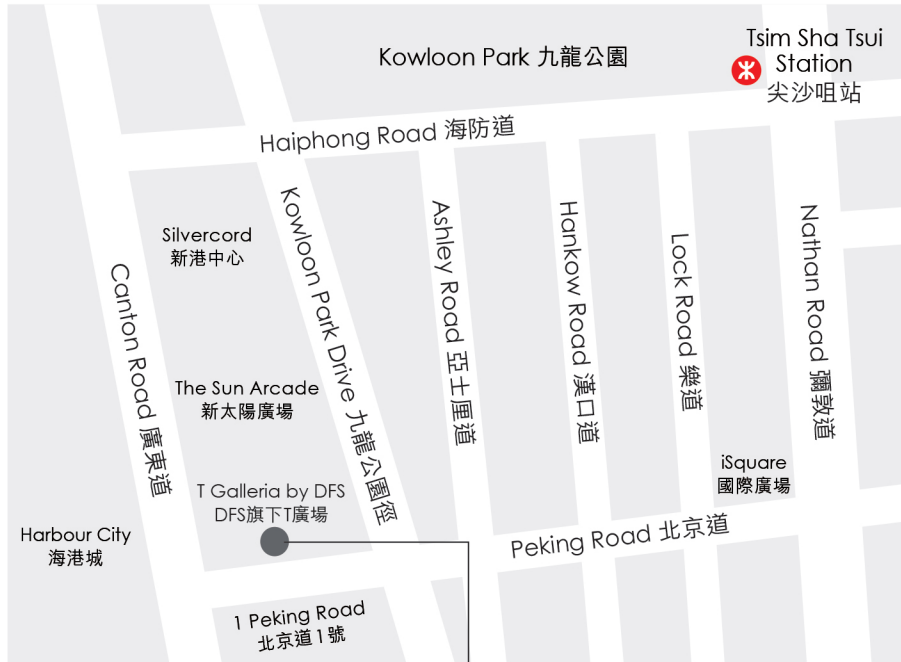 Kowloon Park 九龍公園
Tsim Sha Tsui
Station
尖沙咀站
Haiphong Road 海防道
Silvercord
新港中心
Canton Road 廣東道
Kowloon Park Drive 九龍公園徑
Ashley Road 亞士厘道
Hankow Road 漢口道
Lock Road 樂道
Nathan Road 彌敦道
The Sun Arcade
新太陽廣場
iSquare
國際廣場
T Galleria by DFS
DFS旗下T廣場
Harbour City
海港城
Peking Road 北京道
1 Peking Road
北京道1號